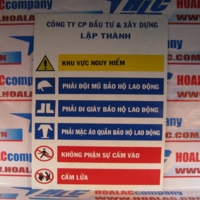 CÔNG TY CP ĐẦU TƯ & XÂY DỰNG
LẬP THÀNH
KHU VỰC NGUY HIỂM
PHẢI ĐỘI MŨ BẢO HỘ LAO ĐỘNG
PHẢI ĐI GIÀY BẢO HỘ LAO ĐỘNG
PHẢI MẶC ÁO QUẦN BẢO HỘ LAO ĐỘNG
KHÔNG PHẬN SỰ CẤM VÀO
CẤM LỬA